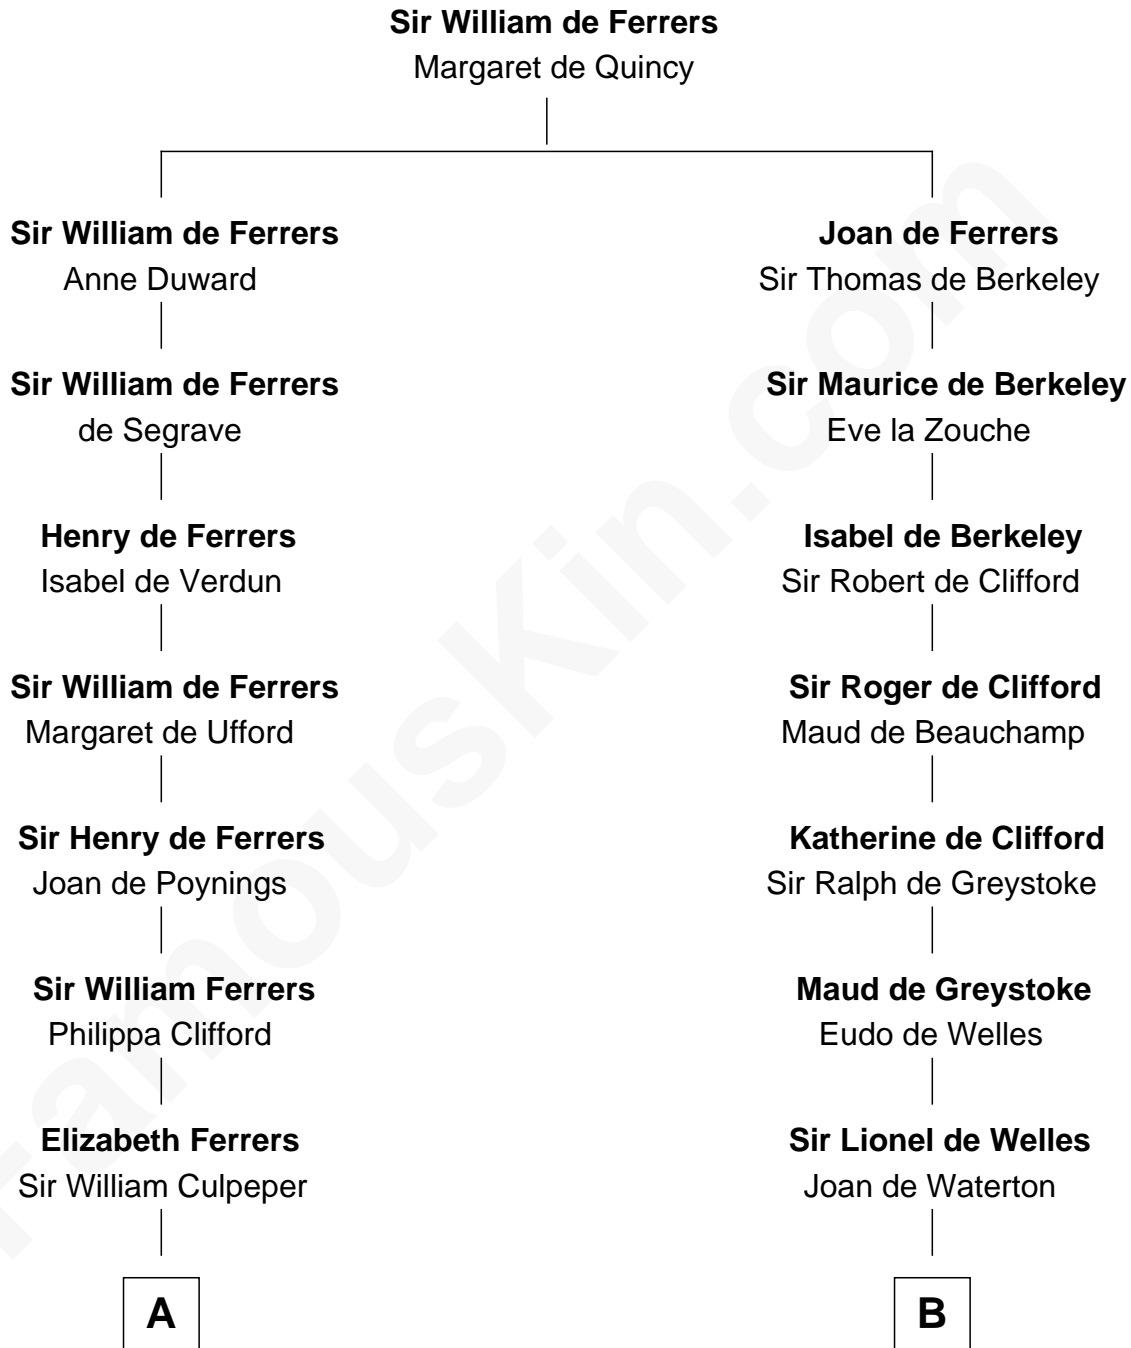 Sir William de Ferrers
Margaret de Quincy
Sir William de Ferrers
Anne Duward
Sir William de Ferrers
de Segrave
Henry de Ferrers
Isabel de Verdun
Sir William de Ferrers
Margaret de Ufford
Sir Henry de Ferrers
Joan de Poynings
Sir William Ferrers
Philippa Clifford
Elizabeth Ferrers
Sir William Culpeper
A
Joan de Ferrers
Sir Thomas de Berkeley
Sir Maurice de Berkeley
Eve la Zouche
Isabel de Berkeley
Sir Robert de Clifford
Sir Roger de Clifford
Maud de Beauchamp
Katherine de Clifford
Sir Ralph de Greystoke
Maud de Greystoke
Eudo de Welles
Sir Lionel de Welles
Joan de Waterton
B
FamousKin.com